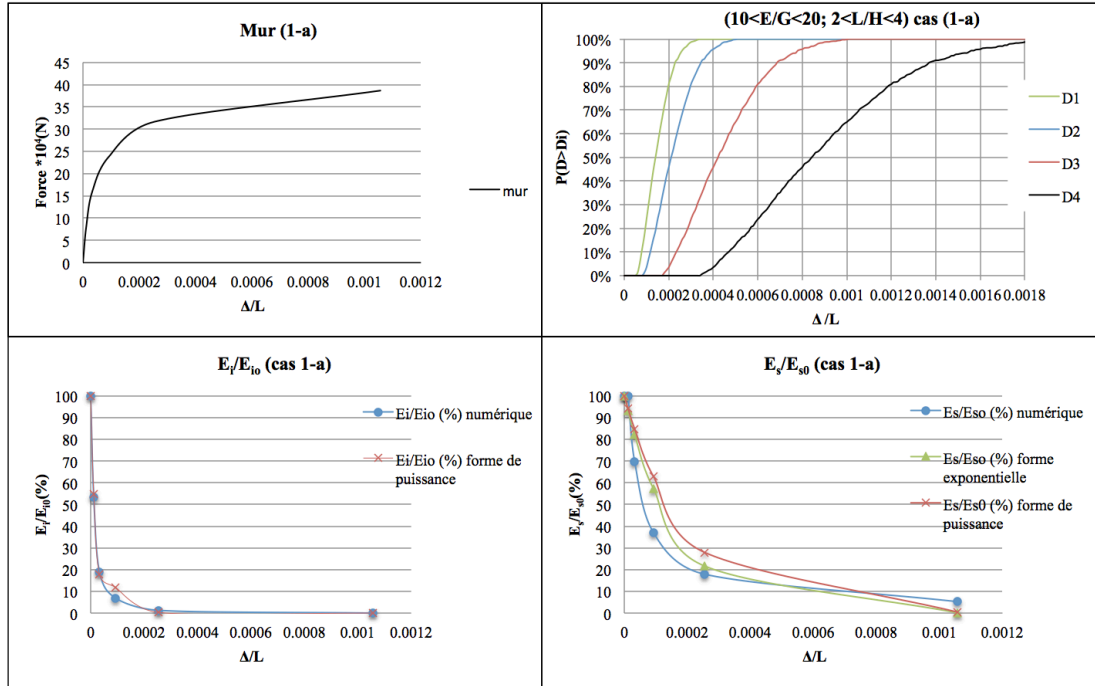 Mur (1-a)
45
40
35
30
25
20
15
10
5
0
Force *10⁴(N)
0 0.0002 0.0004 0.0006 0.0008 0.001 0.0012
Δ/L
mur
(10<E/G<20; 2<L/H<4) cas (1-a)
100%
90%
80%
70%
60%
50%
40%
30%
20%
10%
0%
P(D>Di)
0 0.0002 0.0004 0.0006 0.0008 0.001 0.0012 0.0014 0.0016 0.0018
Δ /L
D1
D2
D3
D4
Eᵢ/Eᵢₒ (cas 1-a)
100
90
80
70
60
50
40
30
20
10
0
Eᵢ/Eᵢ₀(%)
0 0.0002 0.0004 0.0006 0.0008 0.001 0.0012
Δ/L
Ei/Eio (%) numérique
Ei/Eio (%) forme de
puissance
Eₛ/Eₛ₀ (cas 1-a)
100
90
80
70
60
50
40
30
20
10
0
Eₛ/Eₛ₀(%)
0 0.0002 0.0004 0.0006 0.0008 0.001 0.0012
Δ/L
Es/Eso (%) numérique
Es/Eso (%) forme
exponentielle
Es/Es0 (%) forme de
puissance